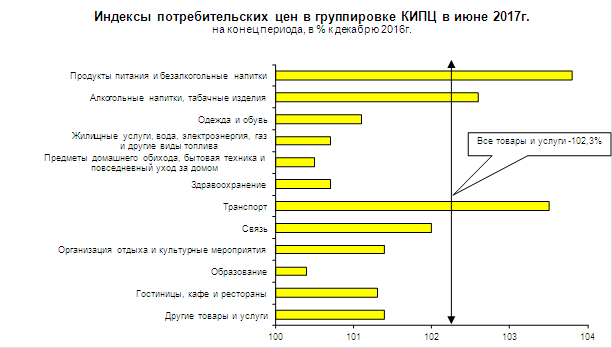 Индексы потребительских цен в группировке КИПЦ в июне 2017г.
на конец периода, в % к декабрю 2016г.
Продукты питания и безалкогольные напитки
Алкогольные напитки, табачные изделия
Одежда и обувь
Жилищные услуги, вода, электроэнергия, газ
и другие виды топлива
Предметы домашнего обихода, бытовая техника и
повседневный уход за домом
Здравоохранение
Транспорт
Связь
Организация отдыха и культурные мероприятия
Образование
Гостиницы, кафе и рестораны
Другие товары и услуги
Все товары и услуги -102,3%
100 101 102 103 104